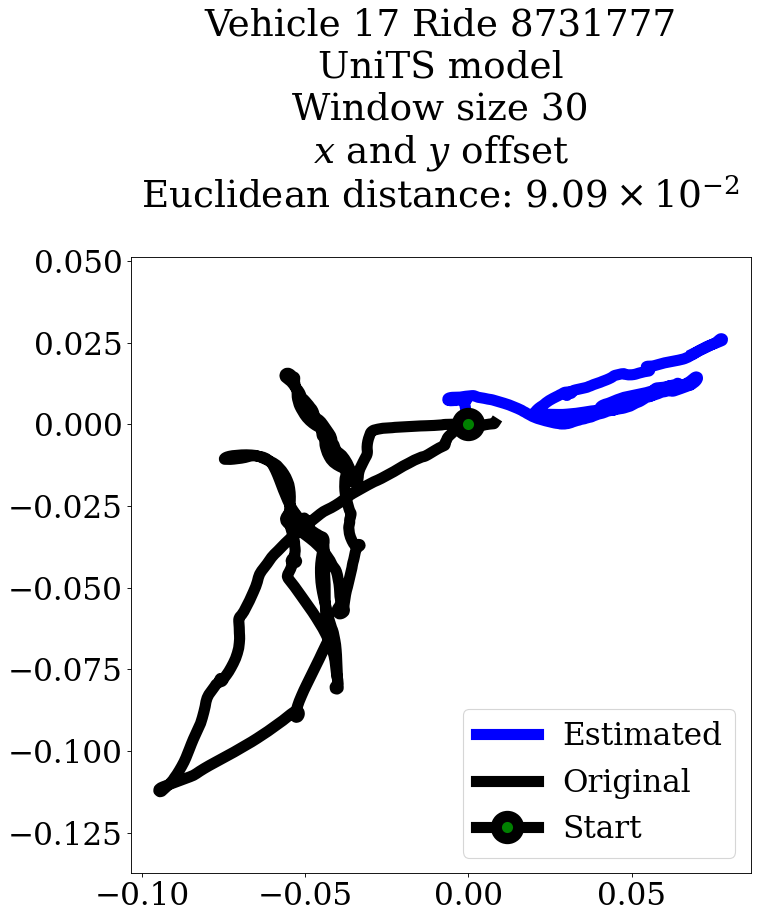 Vehicle 17 Ride 8731777
UniTS model
Window size 30
x and y offset
Euclidean distance: 9.09 × 10⁻²
0.050
0.025
0.000
−0.025
−0.050
−0.075
−0.100
−0.125
−0.10
−0.05
0.00
0.05
Estimated
Original
Start